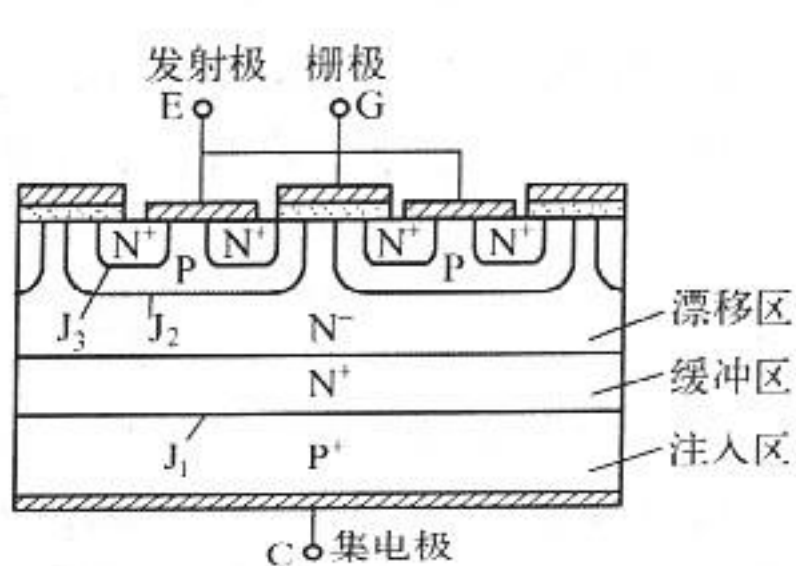 发射极 栅极
E G
N⁺ N⁺ N⁺ N⁺
P P
J₃ J₂ N⁻ 漂移区
N⁺ 缓冲区
J₁ P⁺ 注入区
C 集电极